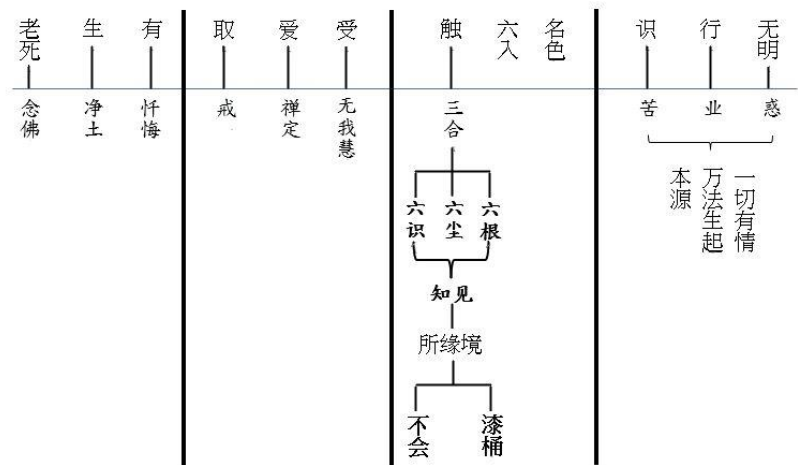 无明
行
识
名色
六入
触
受
爱
取
有
生
老死
惑
业
苦
三合
无我慧
禅定
戒
忏悔
净土
念佛
一切有情
万法生起
本源
六根
六尘
六识
知见
所缘境
漆桶
不会